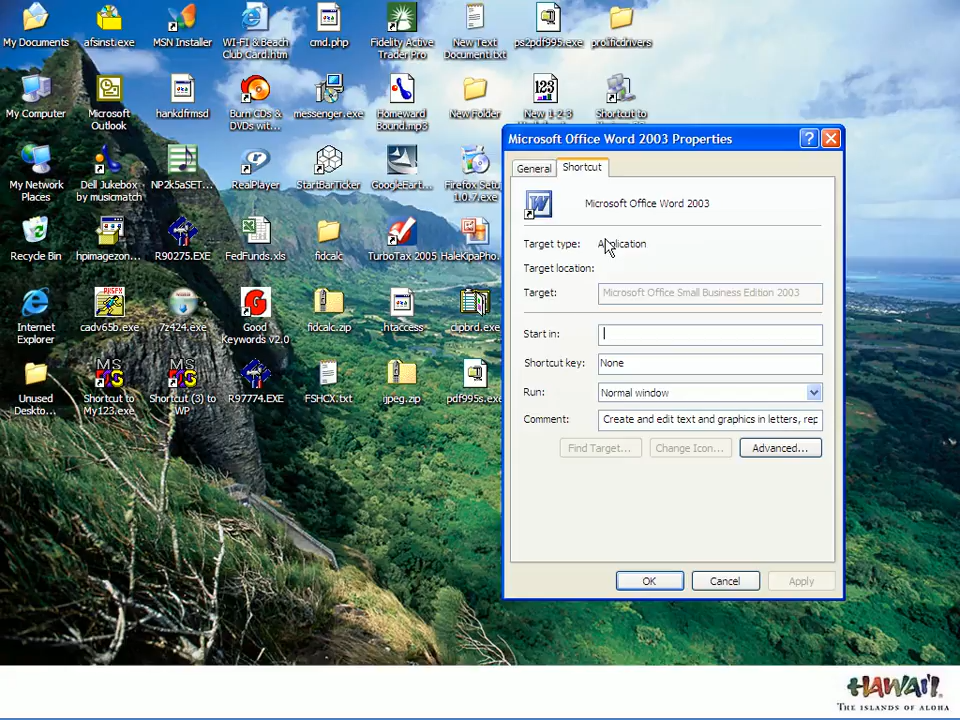 My Documents
afsinst.exe
MSN Installer
WI-FI & Beach
Club Card.htm
cmd.php
Fidelity Active
Trader Pro
New Text
Document.txt
ps2pdf995.exe
prolificdrivers
My Computer
Microsoft
Outlook
hankdfrmsd
Burn CDs &
DVDs wit...
messenger.exe
Homeward
Bound.mp3
New Folder
New 1-2-3
Shortcut to
My Network
Places
Dell Jukebox
by musicmatch
NP2k5aSET...
RealPlayer
StartBarTicker
GoogleEart...
Firefox Setu
1.0.7.exe
Recycle Bin
hpimagezon...
R90275.EXE
FedFunds.xls
fidcalc
TurboTax 2005
HaleKipaPho..
Internet
Explorer
cadv65b.exe
7z424.exe
Good
Keywords v2.0
fidcalc.zip
.htaccess
clipbrd.exe
Unused
Deskto...
Shortcut to
My123.exe
Shortcut (3) to
WP
R97774.EXE
FSHCX.txt
ijpeg.zip
pdf995s.exe
Microsoft Office Word 2003 Properties
General
Shortcut
Microsoft Office Word 2003
Target type: Application
Target location:
Target: Microsoft Office Small Business Edition 2003
Start in:
Shortcut key: None
Run: Normal window
Comment: Create and edit text and graphics in letters, rep
Find Target...
Change Icon...
Advanced...
OK
Cancel
Apply
HAWAI'I.
THE ISLANDS OF ALOHA